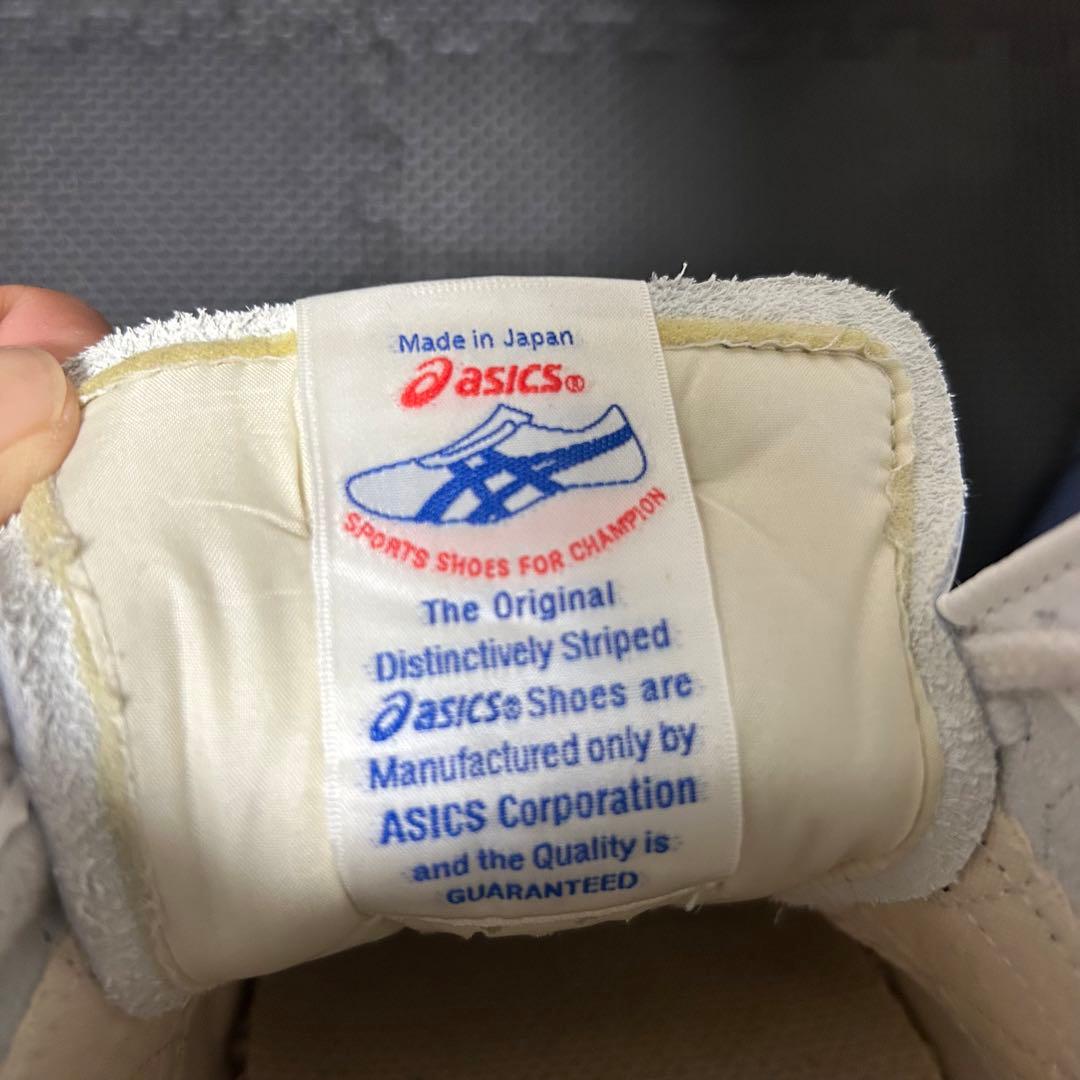 Made in Japan
asics®
SPORTS SHOES FOR CHAMPION
The Original
Distinctively Striped
asics® Shoes are
Manufactured only by
ASICS Corporation
and the Quality is
GUARANTEED